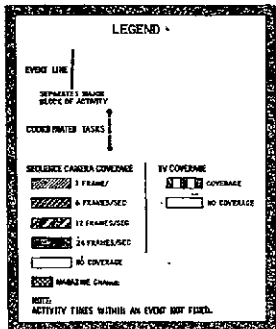 LEGEND
EVENT LINE
SEPARATES MAJOR
BLOCK OF ACTIVITY
COORDINATED TASKS
SEQUENCE CAMERA COVERAGE
1 FRAME/
6 FRAMES/SEC
12 FRAMES/SEC
24 FRAMES/SEC
NO COVERAGE
MAGAZINE CHANGE
TV COVERAGE
COVERAGE
NO COVERAGE
NOTE:
ACTIVITY TIMES WITHIN AN EVENT NOT FIXED.